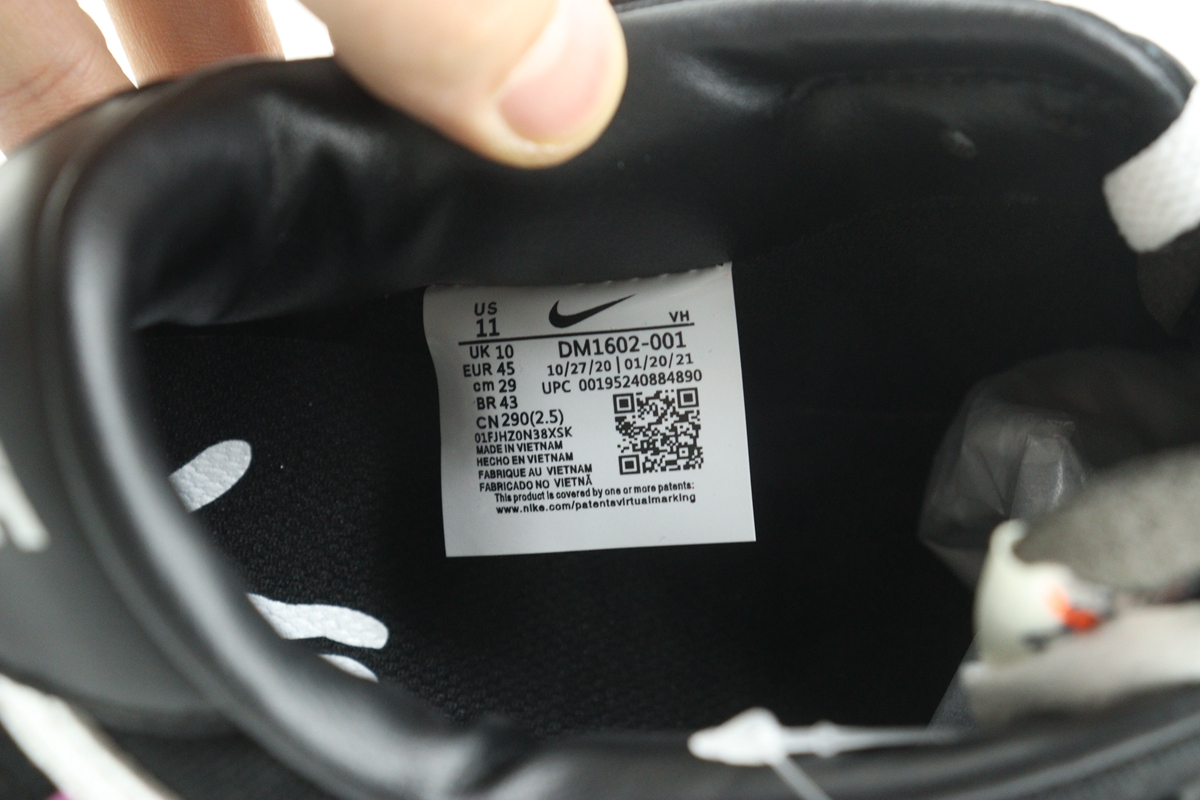 US
11
VH
UK 10
DM1602-001
EUR 45
10/27/20 | 01/20/21
cm 29
UPC 00195240884890
BR 43
CN 290(2.5)
01FJHZ0N38XSK
MADE IN VIETNAM
HECHO EN VIETNAM
FABRIQUE AU VIETNAM
FABRICADO NO VIETNÃ
This product is covered by one or more patents:
www.nike.com/patentsvirtualmarking